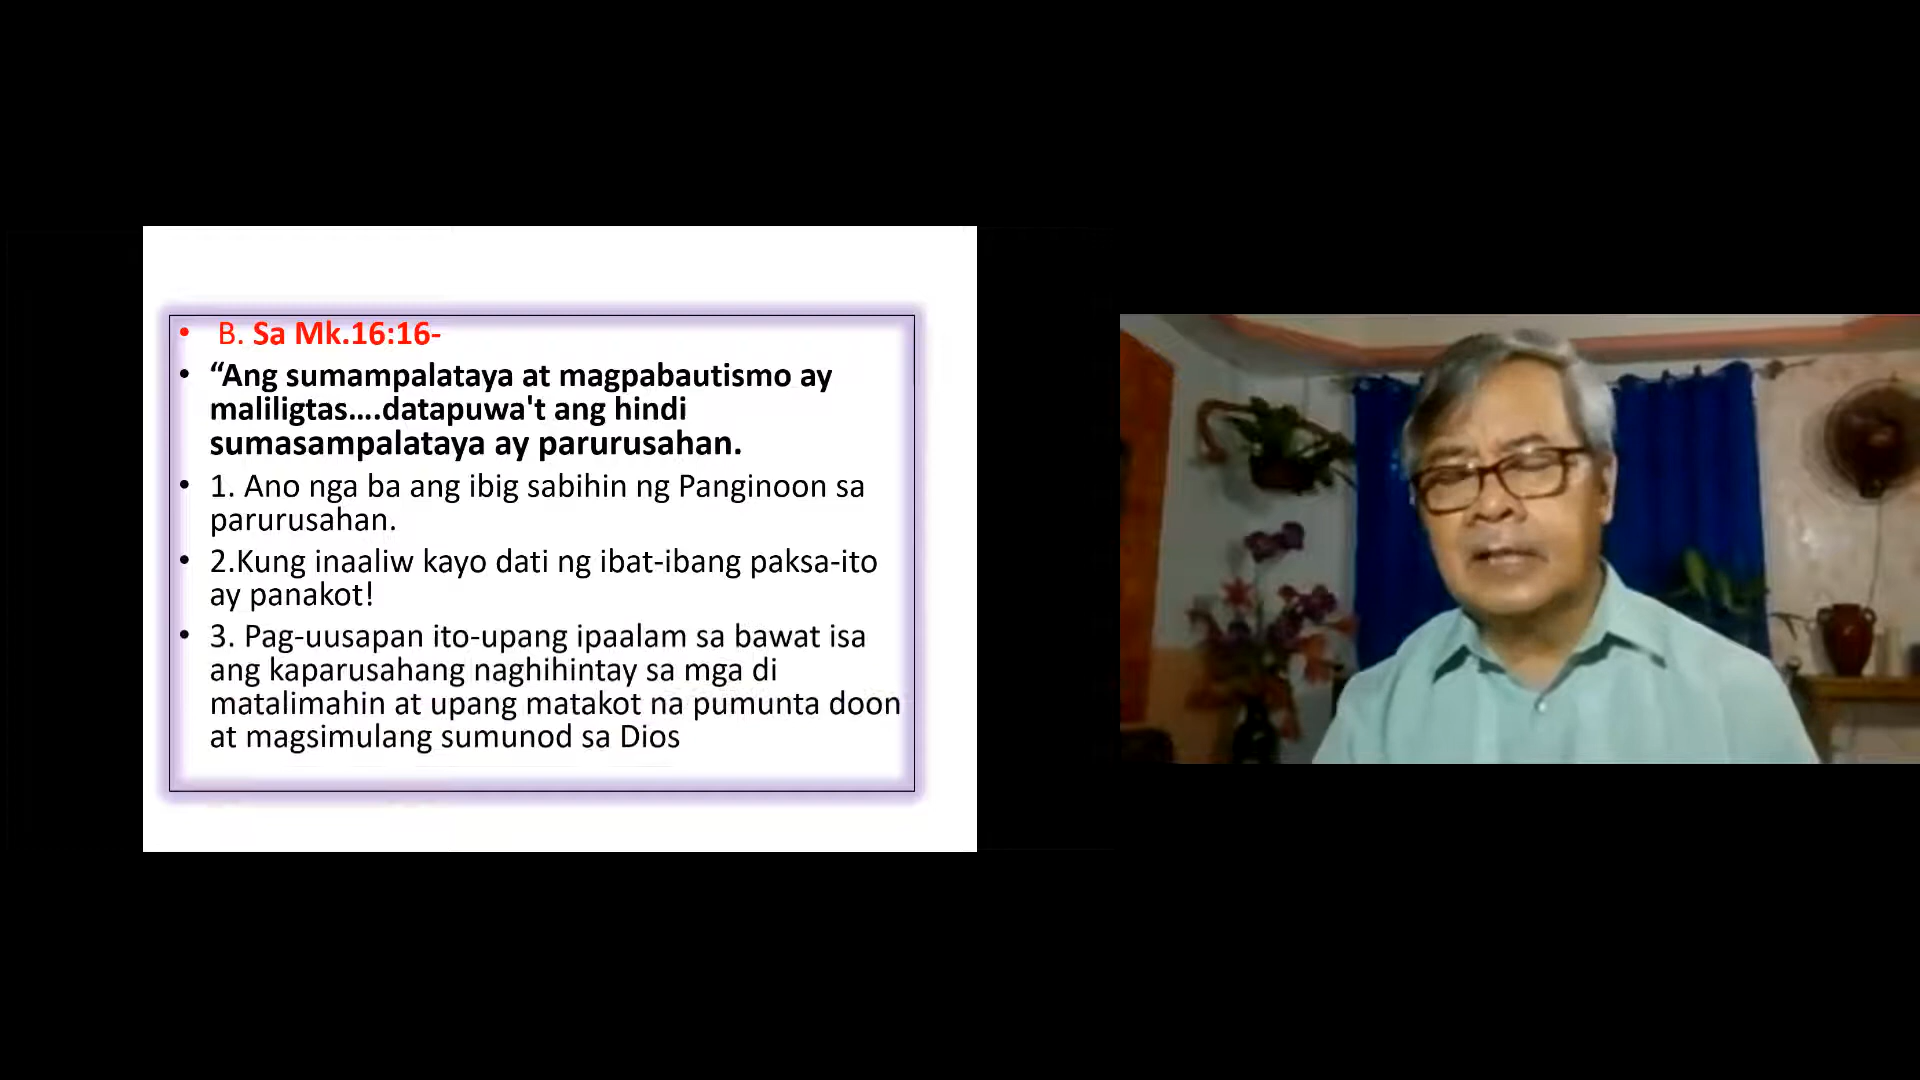 • B. Sa Mk.16:16-
• “Ang sumampalataya at magpabautismo ay
maliligtas....datapuwa't ang hindi
sumasampalataya ay parurusahan.
• 1. Ano nga ba ang ibig sabihin ng Panginoon sa
parurusahan.
• 2.Kung inaaliw kayo dati ng ibat-ibang paksa-ito
ay panakot!
• 3. Pag-uusapan ito-upang ipaalam sa bawat isa
ang kaparusahang naghihintay sa mga di
matalimahin at upang matakot na pumunta doon
at magsimulang sumunod sa Dios